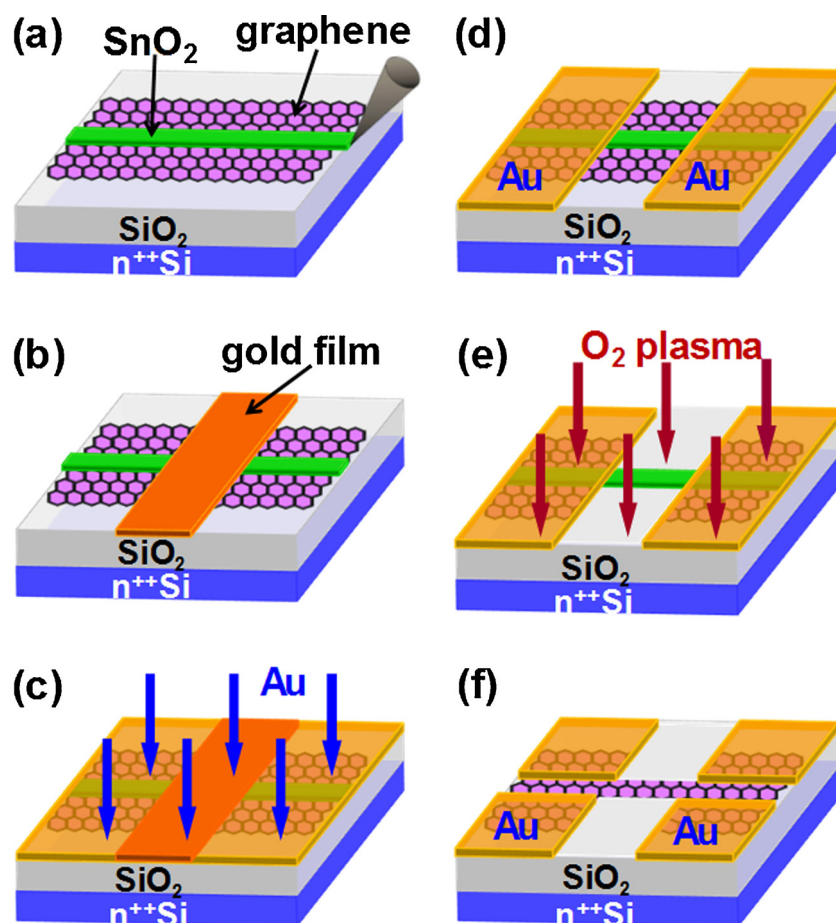 (a)
SnO₂
graphene
SiO₂
n⁺⁺Si
(b)
gold film
SiO₂
n⁺⁺Si
(c)
Au
SiO₂
n⁺⁺Si
(d)
Au Au
SiO₂
n⁺⁺Si
(e)
O₂ plasma
SiO₂
n⁺⁺Si
(f)
Au Au
SiO₂
n⁺⁺Si